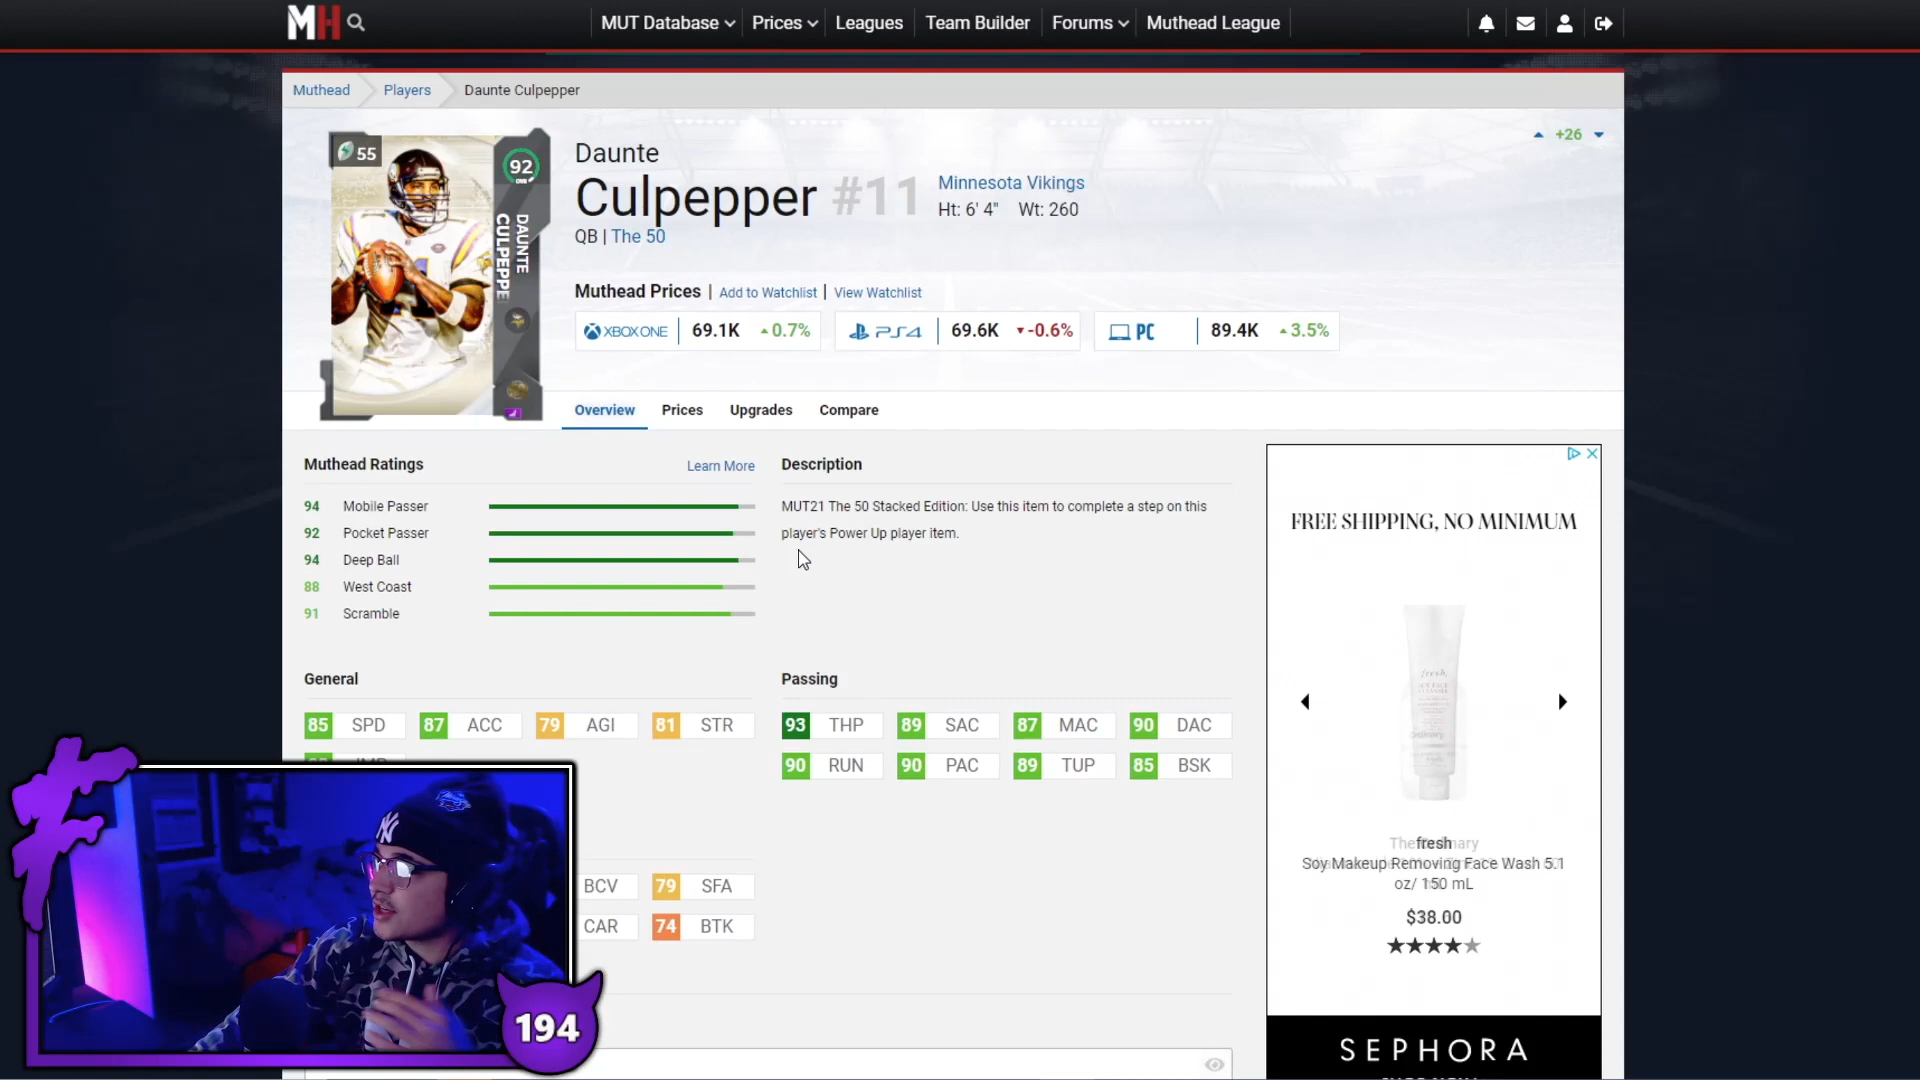 MH
MUT Database
Prices
Leagues
Team Builder
Forums
Muthead League
Muthead
Players
Daunte Culpepper
55
92
OVR
DAUNTE
CULPEPPE
Daunte
Culpepper #11
Minnesota Vikings
Ht: 6' 4" Wt: 260
QB | The 50
+26
Muthead Prices | Add to Watchlist | View Watchlist
XBOX ONE 69.1K 0.7%
PS4 69.6K -0.6%
PC 89.4K 3.5%
Overview
Prices
Upgrades
Compare
Muthead Ratings
Learn More
94 Mobile Passer
92 Pocket Passer
94 Deep Ball
88 West Coast
91 Scramble
Description
MUT21 The 50 Stacked Edition: Use this item to complete a step on this
player's Power Up player item.
General
85 SPD 87 ACC 79 AGI 81 STR
Passing
93 THP 89 SAC 87 MAC 90 DAC
90 RUN 90 PAC 89 TUP 85 BSK
BCV 79 SFA
CAR 74 BTK
NY
194
FREE SHIPPING, NO MINIMUM
fresh
Soy Makeup Removing Face Wash 5.1
oz/ 150 mL
$38.00
SEPHORA